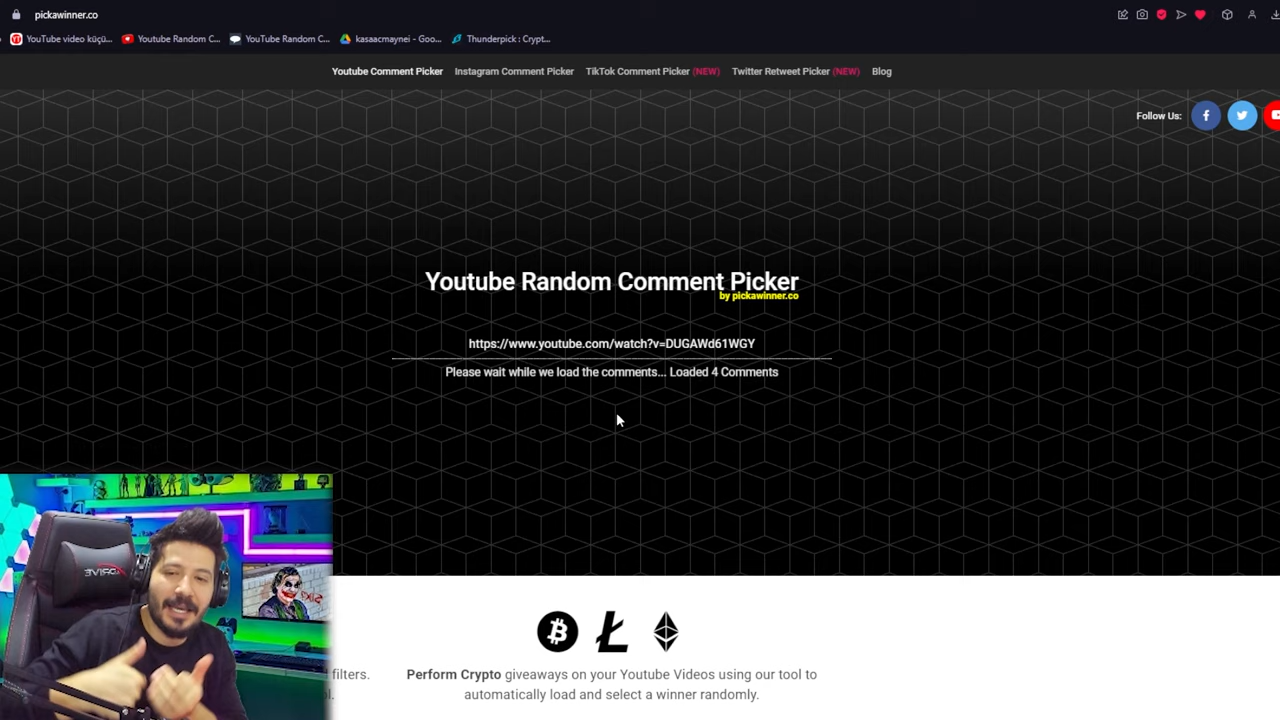 pickawinner.co
YouTube video küçü...
Youtube Random C...
YouTube Random C...
kasaacmaynei - Goo...
Thunderpick : Crypt...
Youtube Comment Picker
Instagram Comment Picker
TikTok Comment Picker (NEW)
Twitter Retweet Picker (NEW)
Blog
Follow Us:
Youtube Random Comment Picker
by pickawinner.co
https://www.youtube.com/watch?v=DUGAWd61WGY
Please wait while we load the comments... Loaded 4 Comments
filters.
Perform Crypto giveaways on your Youtube Videos using our tool to
automatically load and select a winner randomly.